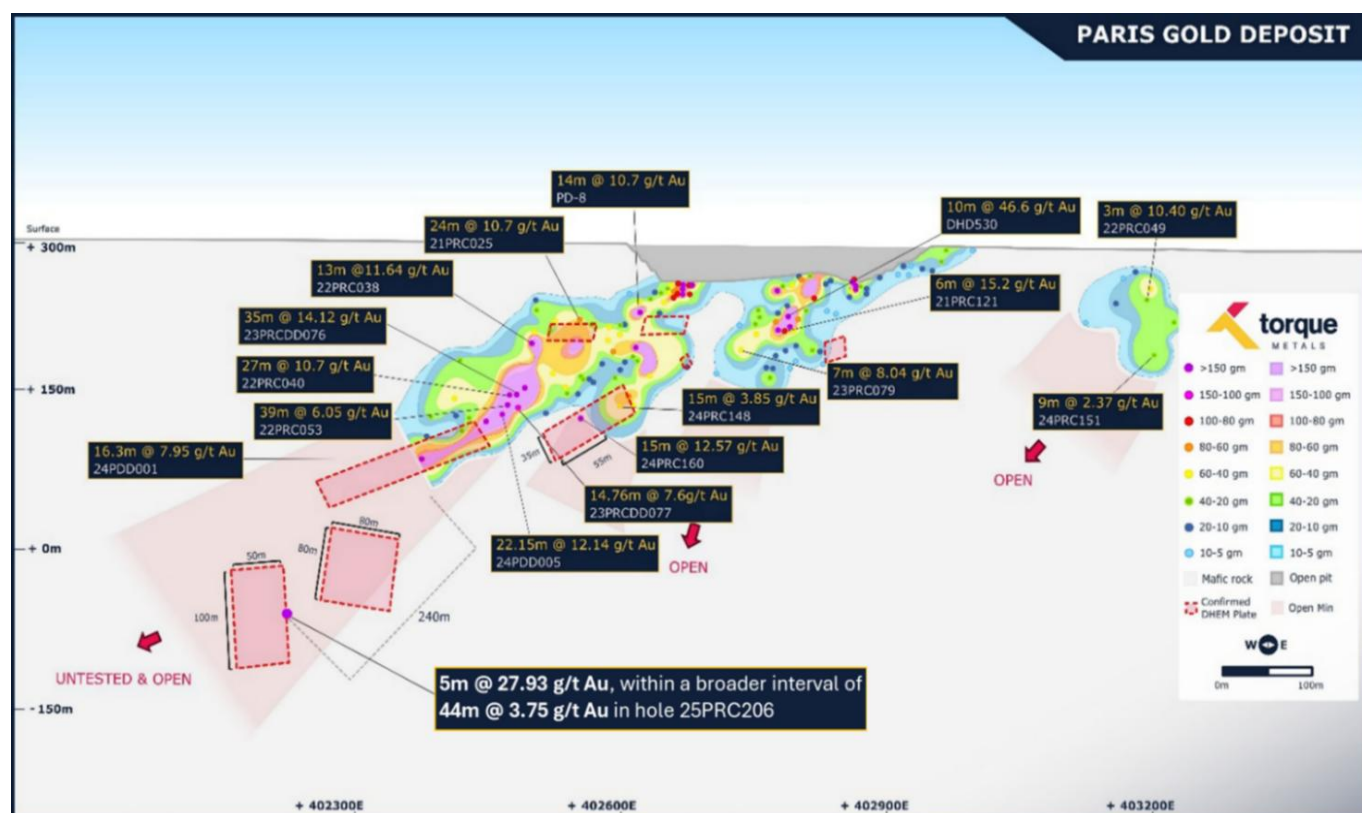 PARIS GOLD DEPOSIT
14m @ 10.7 g/t Au
PD-8
24m @ 10.7 g/t Au
21PRC025
10m @ 46.6 g/t Au
DHD530
3m @ 10.40 g/t Au
22PRC049
Surface
+ 300m
13m @11.64 g/t Au
22PRC038
6m @ 15.2 g/t Au
21PRC121
35m @ 14.12 g/t Au
23PRCDD076
27m @ 10.7 g/t Au
22PRC040
+ 150m
7m @ 8.04 g/t Au
23PRC079
39m @ 6.05 g/t Au
22PRC053
15m @ 3.85 g/t Au
24PRC148
9m @ 2.37 g/t Au
24PRC151
16.3m @ 7.95 g/t Au
24PDD001
35m
55m
15m @ 12.57 g/t Au
24PRC160
OPEN
14.76m @ 7.6g/t Au
23PRCDD077
22.15m @ 12.14 g/t Au
24PDD005
OPEN
+ 0m
80m
80m
50m
100m
240m
UNTESTED & OPEN
5m @ 27.93 g/t Au, within a broader interval of
44m @ 3.75 g/t Au in hole 25PRC206
- 150m
+ 402300E
+ 402600E
+ 402900E
+ 403200E
torque
METALS
>150 gm
>150 gm
150-100 gm
150-100 gm
100-80 gm
100-80 gm
80-60 gm
80-60 gm
60-40 gm
60-40 gm
40-20 gm
40-20 gm
20-10 gm
20-10 gm
10-5 gm
10-5 gm
Mafic rock
Open pit
Confirmed
DHEM Plate
Open Min
W E
0m
100m